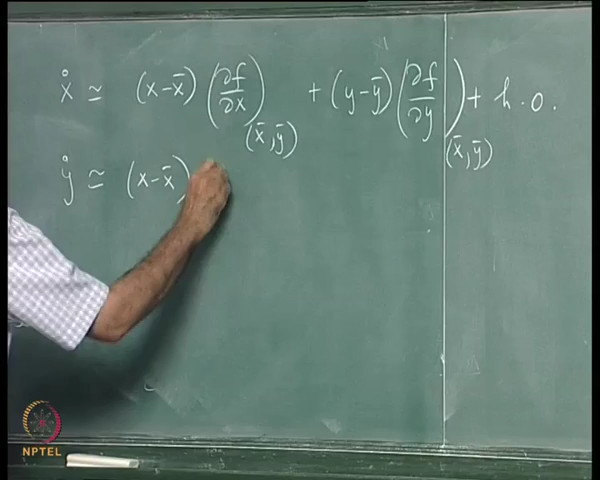 ẋ ≃ (x-x̄) (∂f/∂x)(x̄,ȳ) + (y-ȳ) (∂f/∂y)(x̄,ȳ) + h.o.
ẏ ≃ (x-x̄)
NPTEL